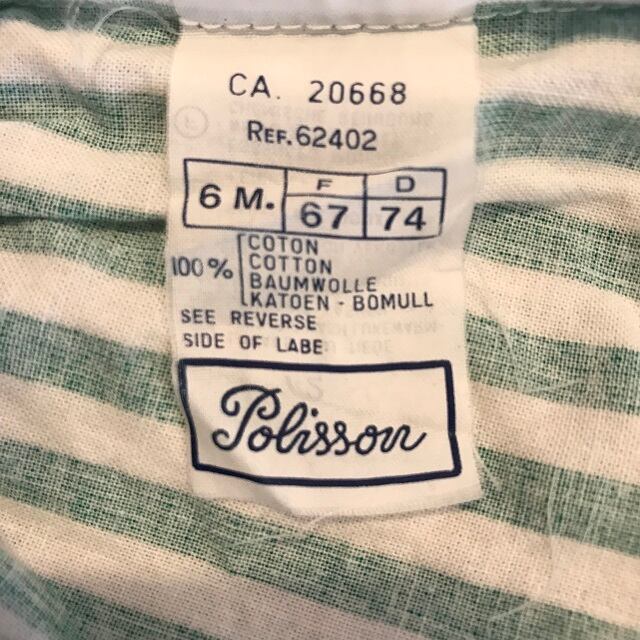 CA. 20668
REF. 62402
6 M. F D
67 74
100% COTON
COTTON
BAUMWOLLE
KATOEN - BOMULL
SEE REVERSE
SIDE OF LABE
Polisson